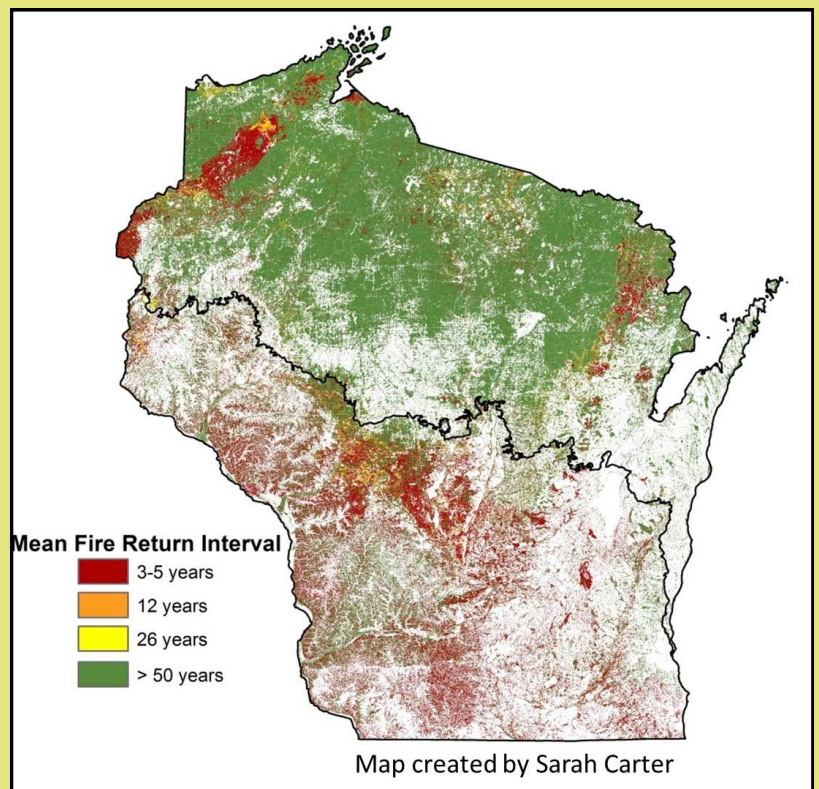 Mean Fire Return Interval
3-5 years
12 years
26 years
> 50 years
Map created by Sarah Carter